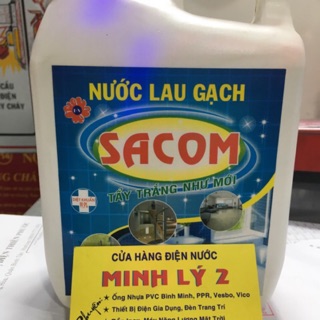 NƯỚC LAU GẠCH
SACOM
TẨY TRẮNG NHƯ MỚI
CỬA HÀNG ĐIỆN NƯỚC
MINH LÝ 2
• Ống Nhựa PVC Bình Minh, PPR, Vesbo, Vico
• Thiết Bị Điện Gia Dụng, Đèn Trang Trí